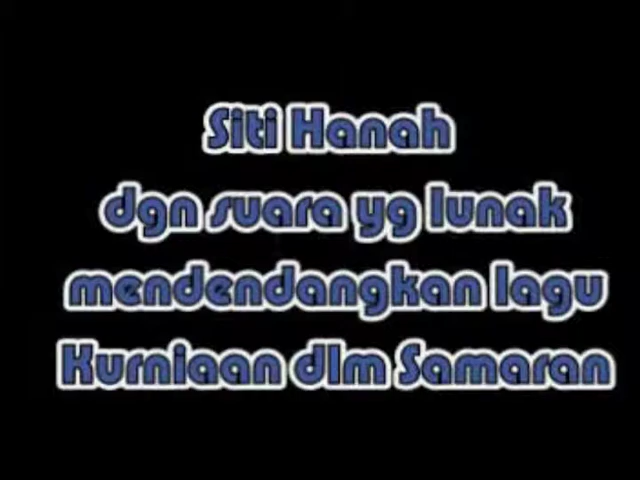 Siti Hanah
dgn suara yg lunak
mendendangkan lagu
Kurniaan dlm Samaran